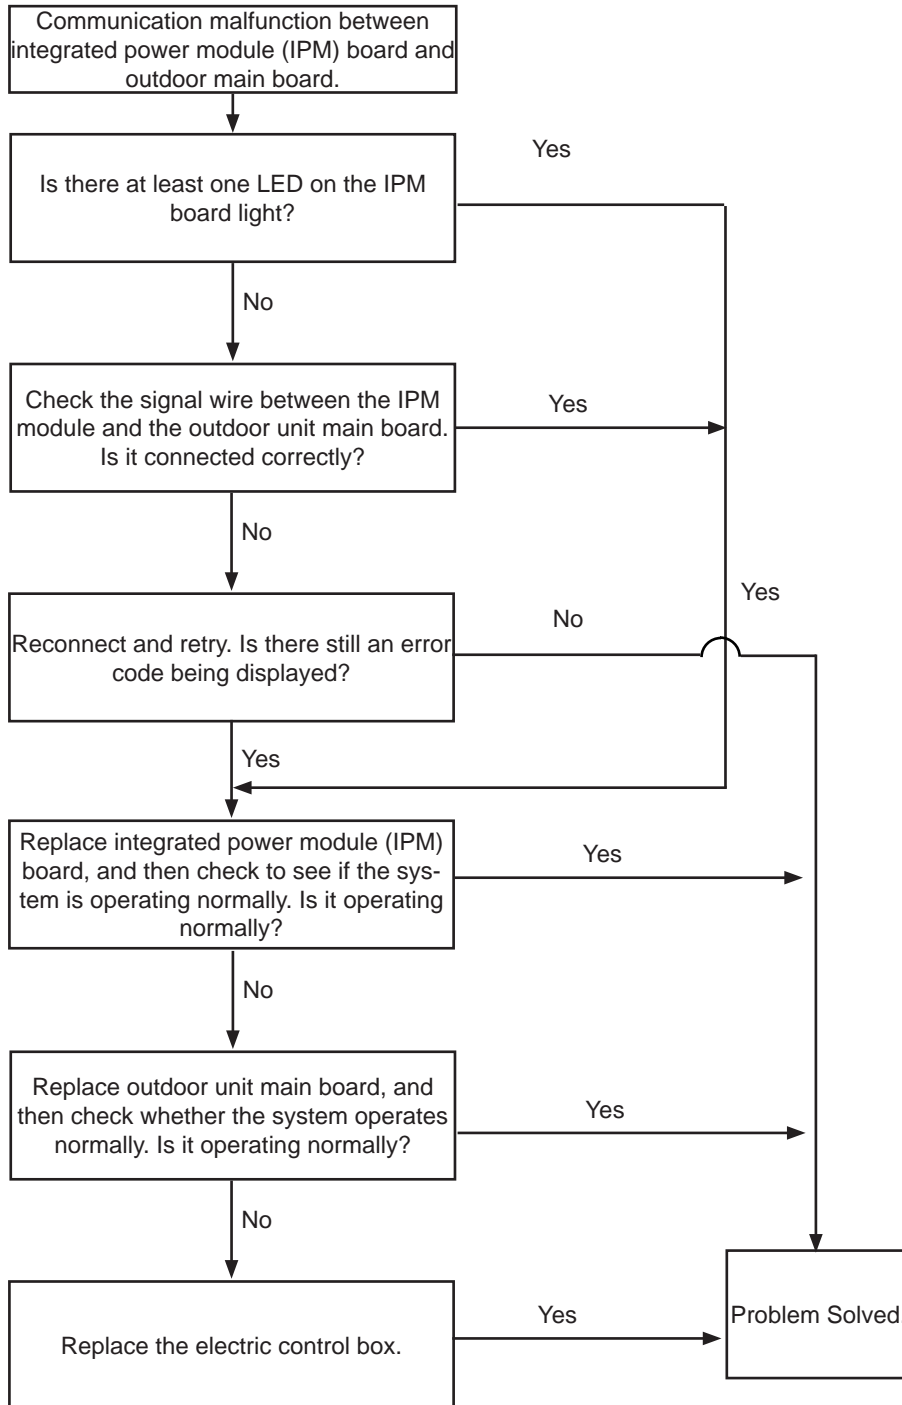 Communication malfunction between
integrated power module (IPM) board and
outdoor main board.
Yes
Is there at least one LED on the IPM
board light?
No
Check the signal wire between the IPM
module and the outdoor unit main board.
Is it connected correctly?
Yes
No
Yes
Reconnect and retry. Is there still an error
code being displayed?
No
Yes
Replace integrated power module (IPM)
board, and then check to see if the sys-
tem is operating normally. Is it operating
normally?
Yes
No
Replace outdoor unit main board, and
then check whether the system operates
normally. Is it operating normally?
Yes
No
Replace the electric control box.
Yes
Problem Solved.